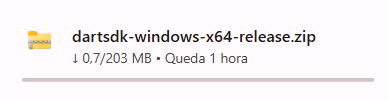 dartsdk-windows-x64-release.zip
↓ 0,7/203 MB • Queda 1 hora